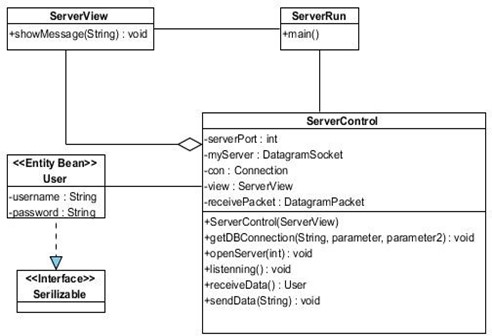 ServerView
+showMessage(String) : void
ServerRun
+main()
ServerControl
-serverPort : int
-myServer : DatagramSocket
-con : Connection
-view : ServerView
-receivePacket : DatagramPacket
+ServerControl(ServerView)
+getDBConnection(String, parameter, parameter2) : void
+openServer(int) : void
+listenning() : void
+receiveData() : User
+sendData(String) : void
<<Entity Bean>>
User
-username : String
-password : String
<<Interface>>
Serilizable